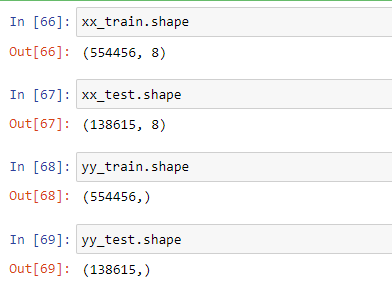 In [66]: xx_train.shape
Out[66]: (554456, 8)
In [67]: xx_test.shape
Out[67]: (138615, 8)
In [68]: yy_train.shape
Out[68]: (554456,)
In [69]: yy_test.shape
Out[69]: (138615,)